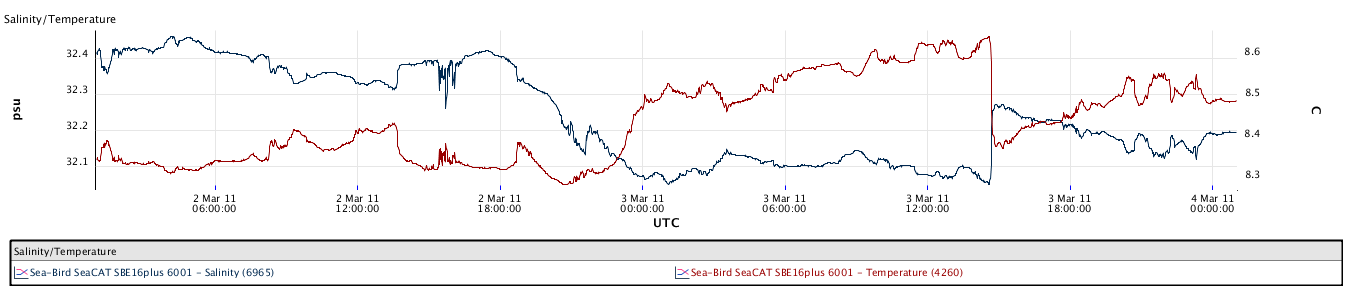 Salinity/Temperature
32.4
32.3
32.2
32.1
psu
8.6
8.5
8.4
8.3
C
2 Mar 11 2 Mar 11 2 Mar 11 3 Mar 11 3 Mar 11 3 Mar 11 3 Mar 11 4 Mar 11
06:00:00 12:00:00 18:00:00 00:00:00 06:00:00 12:00:00 18:00:00 00:00:00
UTC
Salinity/Temperature
Sea-Bird SeaCAT SBE16plus 6001 - Salinity (6965) Sea-Bird SeaCAT SBE16plus 6001 - Temperature (4260)